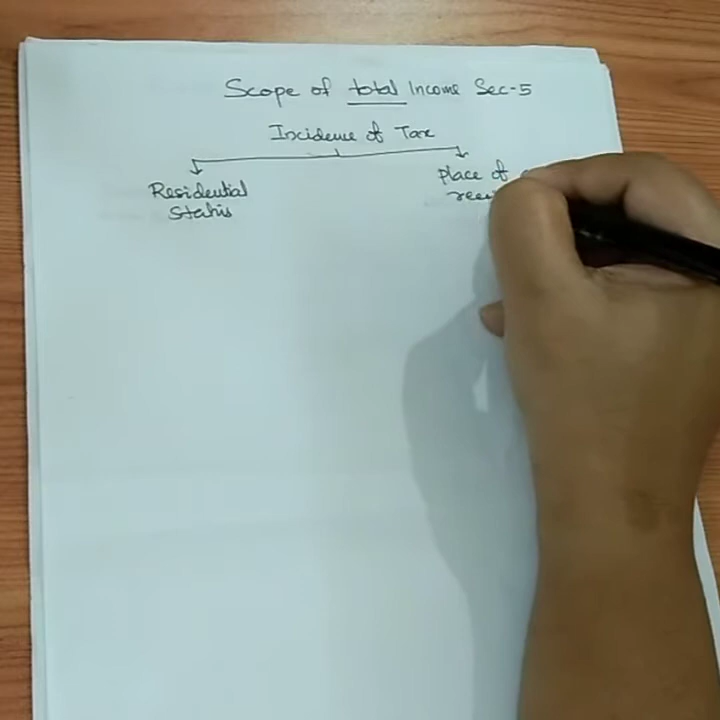 Scope of total Income Sec-5
Incidence of Tax
Residential
Status
Place of